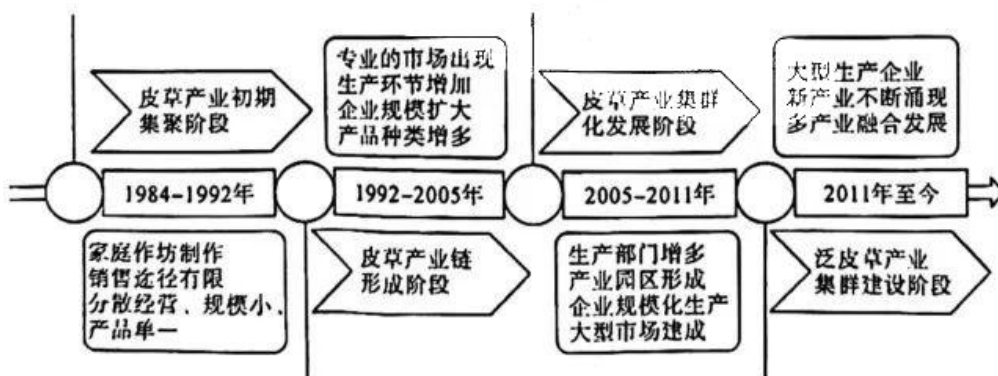 专业的市场出现
生产环节增加
企业规模扩大
产品种类增多
大型生产企业
新产业不断涌现
多产业融合发展
皮草产业初期
集聚阶段
皮草产业集群
化发展阶段
1984-1992年
1992-2005年
2005-2011年
2011年至今
家庭作坊制作
销售途径有限
分散经营、规模小、
产品单一
皮草产业链
形成阶段
生产部门增多
产业园区形成
企业规模化生产
大型市场建成
泛皮草产业
集群建设阶段